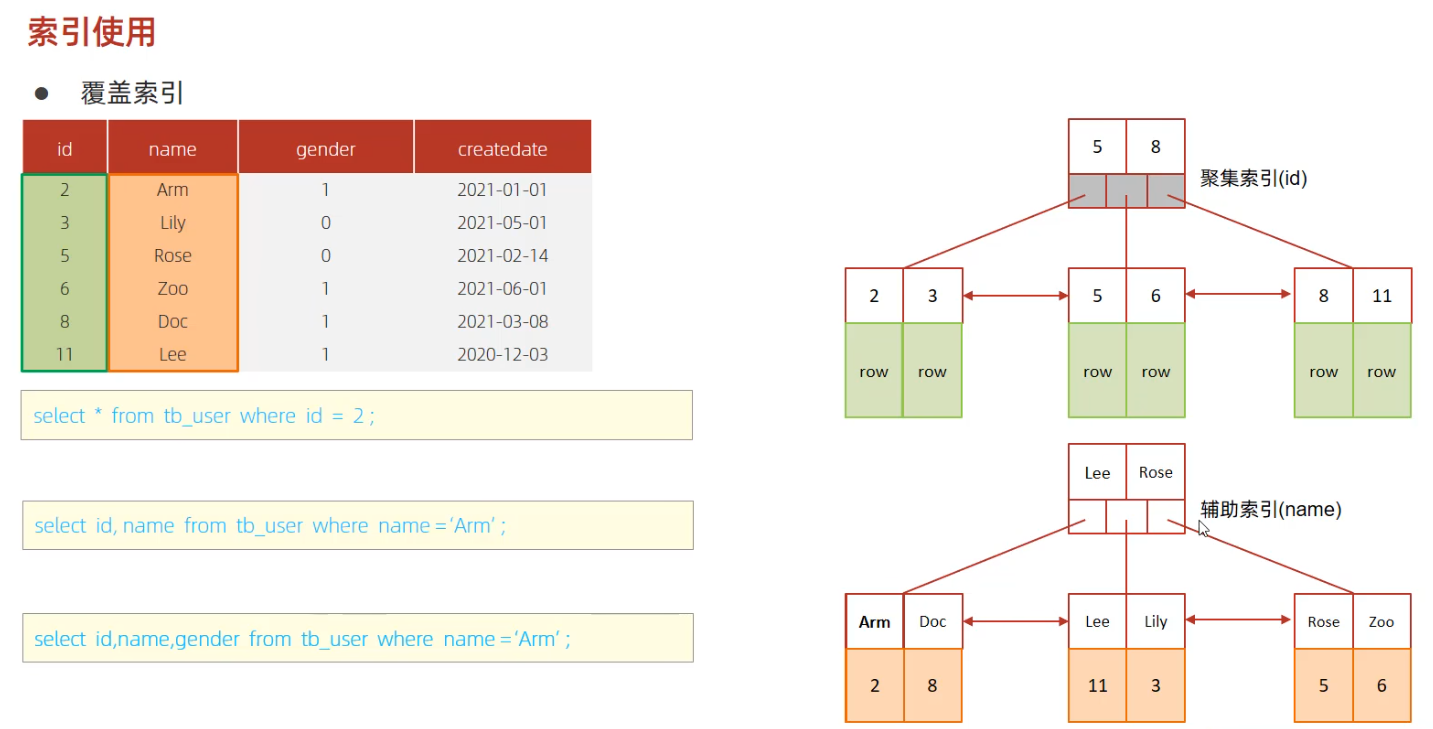 索引使用
● 覆盖索引
id name gender createdate
2 Arm 1 2021-01-01
3 Lily 0 2021-05-01
5 Rose 0 2021-02-14
6 Zoo 1 2021-06-01
8 Doc 1 2021-03-08
11 Lee 1 2020-12-03
select * from tb_user where id = 2 ;
select id, name from tb_user where name = ‘Arm’ ;
select id,name,gender from tb_user where name = ‘Arm’ ;
5 8
聚集索引(id)
2 3 5 6 8 11
row row row row row row
Lee Rose
辅助索引(name)
Arm Doc Lee Lily Rose Zoo
2 8 11 3 5 6